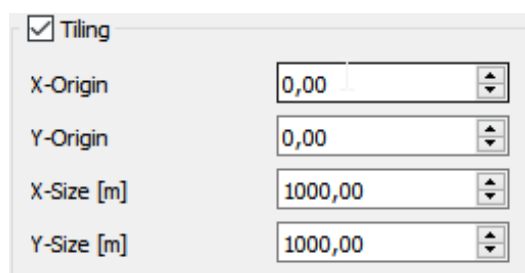 Tiling
X-Origin 0,00
Y-Origin 0,00
X-Size [m] 1000,00
Y-Size [m] 1000,00